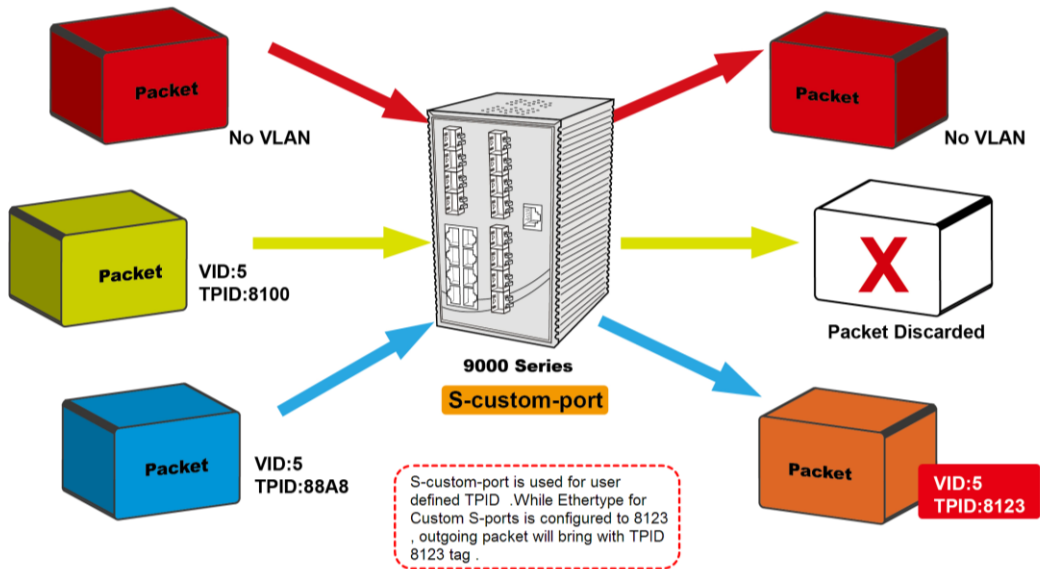 Packet
No VLAN
Packet
No VLAN
Packet
VID:5
TPID:8100
X
Packet Discarded
9000 Series
S-custom-port
Packet
VID:5
TPID:88A8
S-custom-port is used for user
defined TPID .While Ethertype for
Custom S-ports is configured to 8123
, outgoing packet will bring with TPID
8123 tag .
Packet
VID:5
TPID:8123